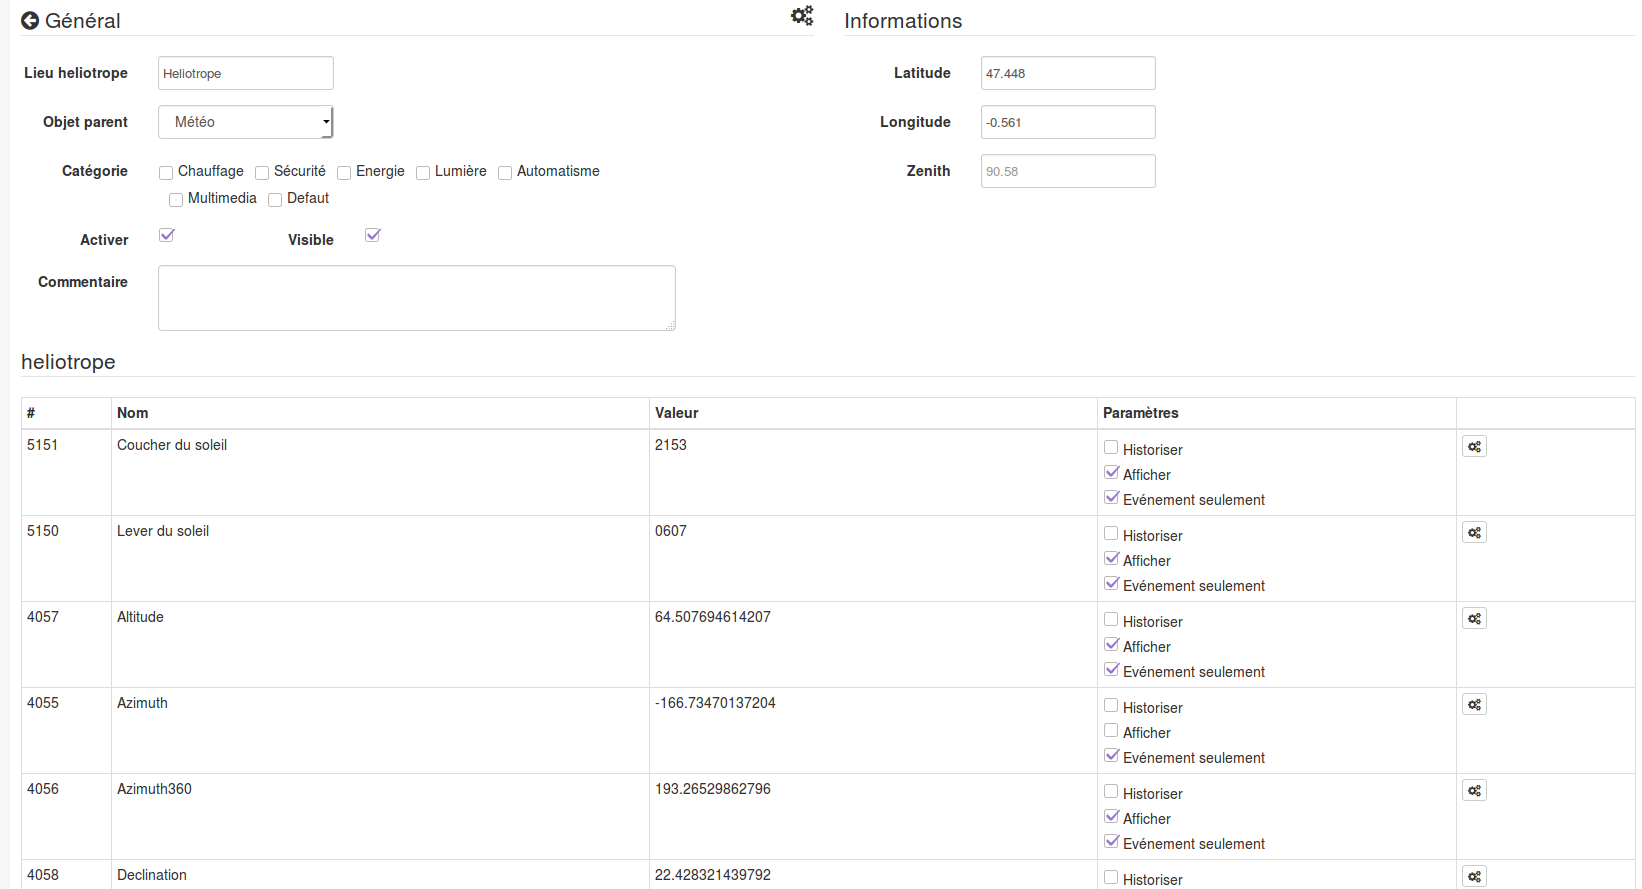 Général
Informations
Lieu heliotrope Heliotrope
Latitude 47.448
Objet parent Météo
Longitude -0.561
Catégorie Chauffage Sécurité Energie Lumière Automatisme
Zenith 90.58
Multimedia Defaut
Activer Visible
Commentaire
heliotrope
# Nom Valeur Paramètres
5151 Coucher du soleil 2153 Historiser
Afficher
Evénement seulement
5150 Lever du soleil 0607 Historiser
Afficher
Evénement seulement
4057 Altitude 64.507694614207 Historiser
Afficher
Evénement seulement
4055 Azimuth -166.73470137204 Historiser
Afficher
Evénement seulement
4056 Azimuth360 193.26529862796 Historiser
Afficher
Evénement seulement
4058 Declination 22.428321439792 Historiser